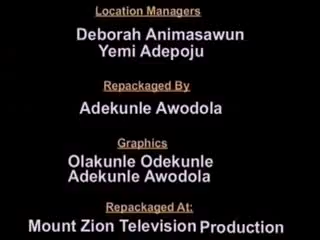 Location Managers
Deborah Animasawun
Yemi Adepoju
Repackaged By
Adekunle Awodola
Graphics
Olakunle Odekunle
Adekunle Awodola
Repackaged At:
Mount Zion Television Production